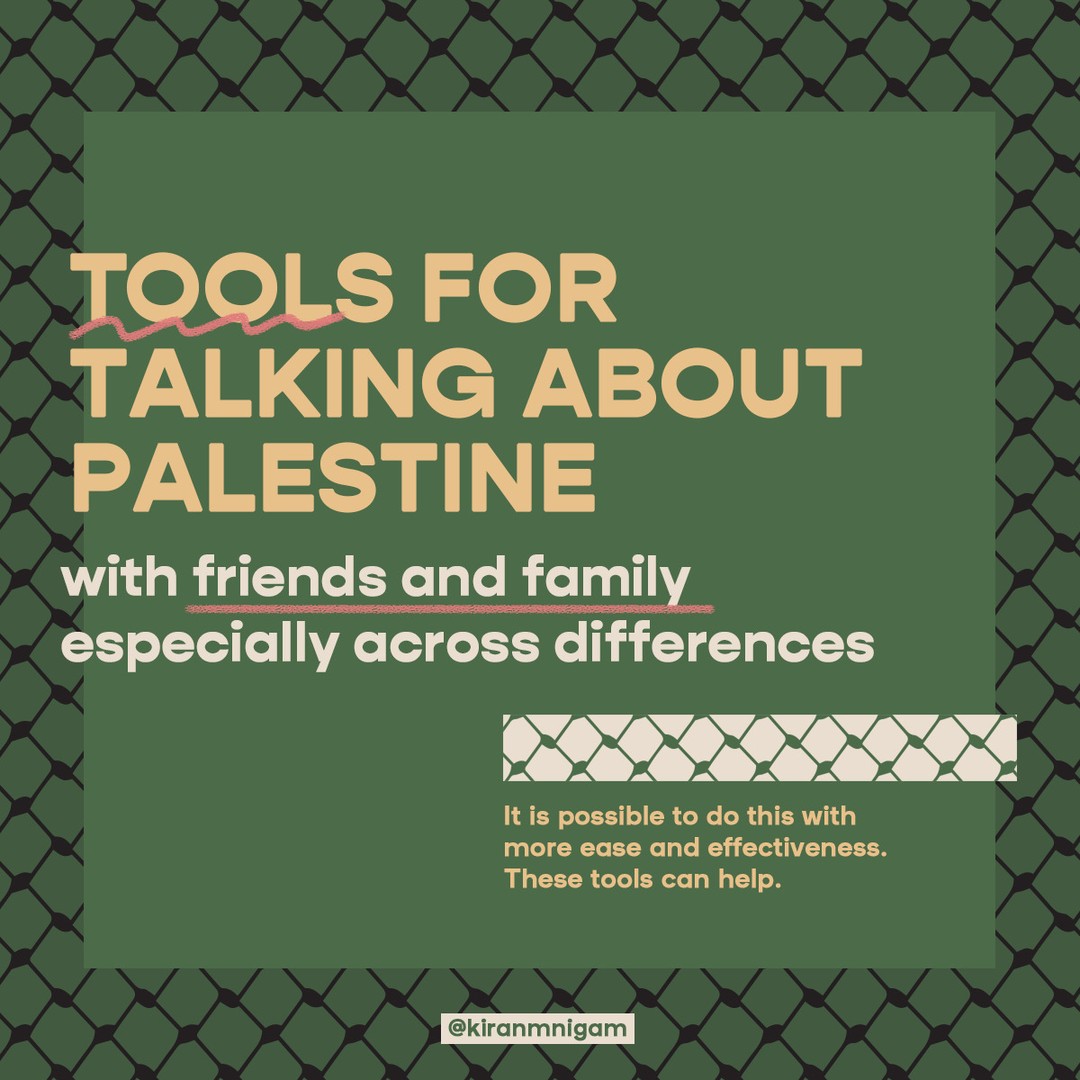 TOOLS FOR
TALKING ABOUT
PALESTINE
with friends and family
especially across differences
It is possible to do this with
more ease and effectiveness.
These tools can help.
@kiranmnigam